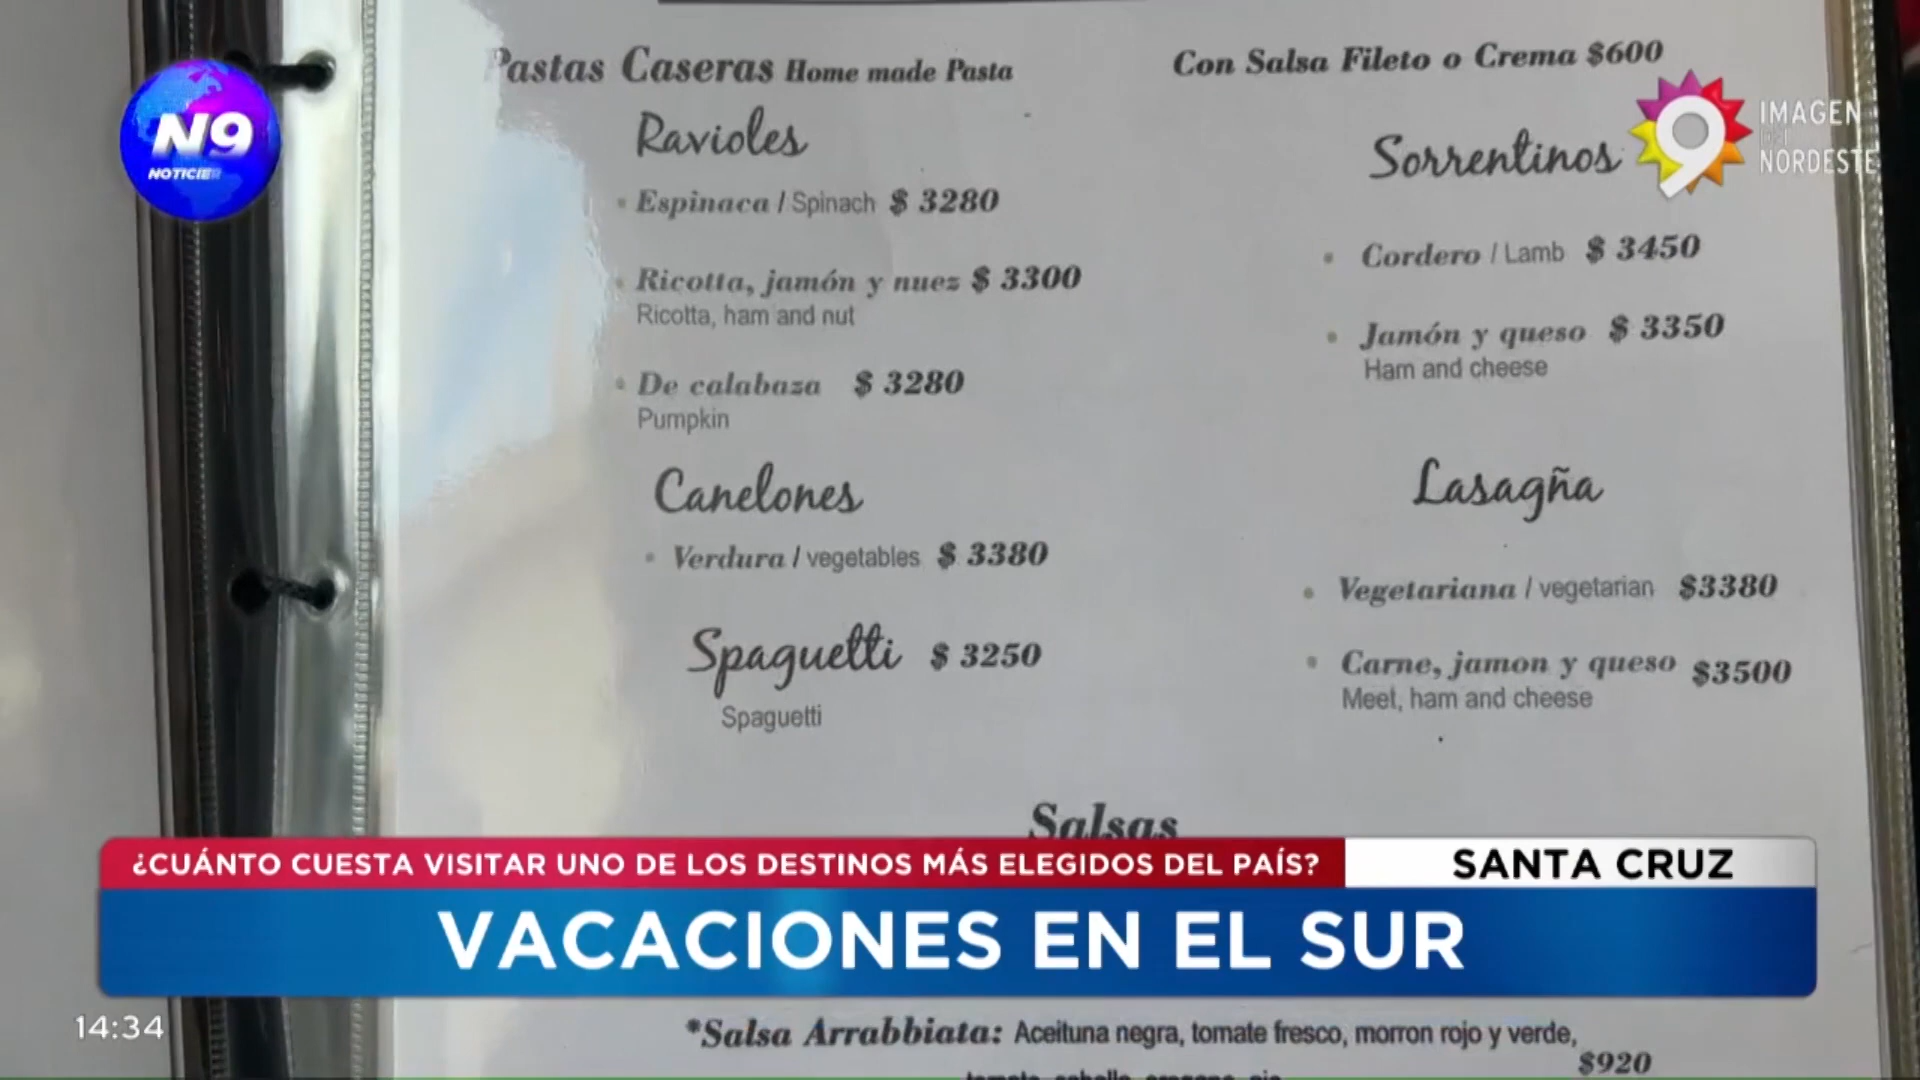 Pastas Caseras Home made Pasta
Con Salsa Fileto o Crema $600
N9
NOTICIER
9 IMAGEN
DEL
NORDESTE
Ravioles
• Espinaca / Spinach $ 3280
• Ricotta, jamón y nuez $ 3300
Ricotta, ham and nut
• De calabaza $ 3280
Pumpkin
Canelones
• Verdura / vegetables $ 3380
Spaguetti $ 3250
Spaguetti
Sorrentinos
• Cordero / Lamb $ 3450
• Jamón y queso $ 3350
Ham and cheese
Lasagña
• Vegetariana / vegetarian $3380
• Carne, jamon y queso $3500
Meet, ham and cheese
Salsas
¿CUÁNTO CUESTA VISITAR UNO DE LOS DESTINOS MÁS ELEGIDOS DEL PAÍS?
SANTA CRUZ
VACACIONES EN EL SUR
14:34
*Salsa Arrabbiata: Aceituna negra, tomate fresco, morron rojo y verde,
$920